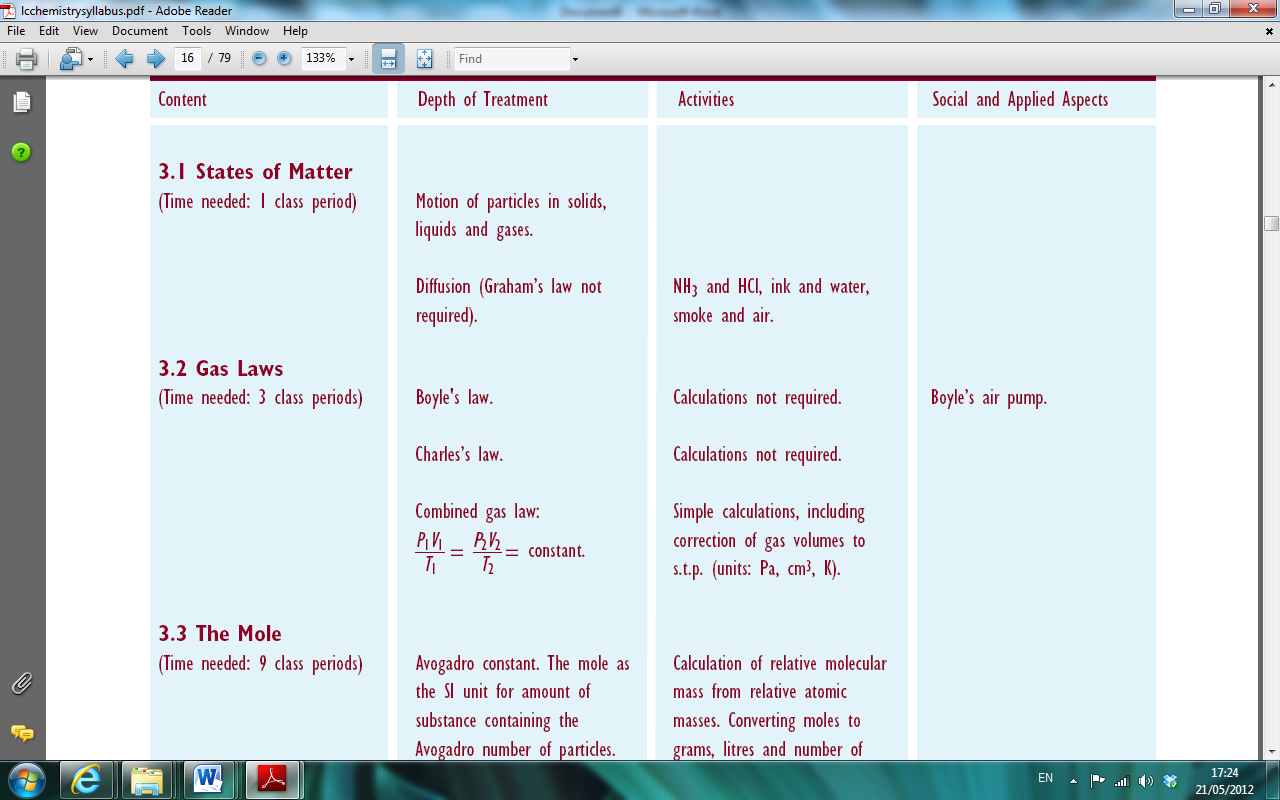 lcchemistrysyllabus.pdf - Adobe Reader
File Edit View Document Tools Window Help
16 / 79 133% Find
Content Depth of Treatment Activities Social and Applied Aspects
3.1 States of Matter
(Time needed: 1 class period) Motion of particles in solids,
liquids and gases.
Diffusion (Graham's law not NH3 and HCl, ink and water,
required). smoke and air.
3.2 Gas Laws
(Time needed: 3 class periods) Boyle's law. Calculations not required. Boyle's air pump.
Charles's law. Calculations not required.
Combined gas law: Simple calculations, including
P1V1/T1 = P2V2/T2 = constant. correction of gas volumes to
s.t.p. (units: Pa, cm³, K).
3.3 The Mole
(Time needed: 9 class periods) Avogadro constant. The mole as Calculation of relative molecular
the SI unit for amount of mass from relative atomic
substance containing the masses. Converting moles to
Avogadro number of particles. grams, litres and number of
EN 17:24
21/05/2012